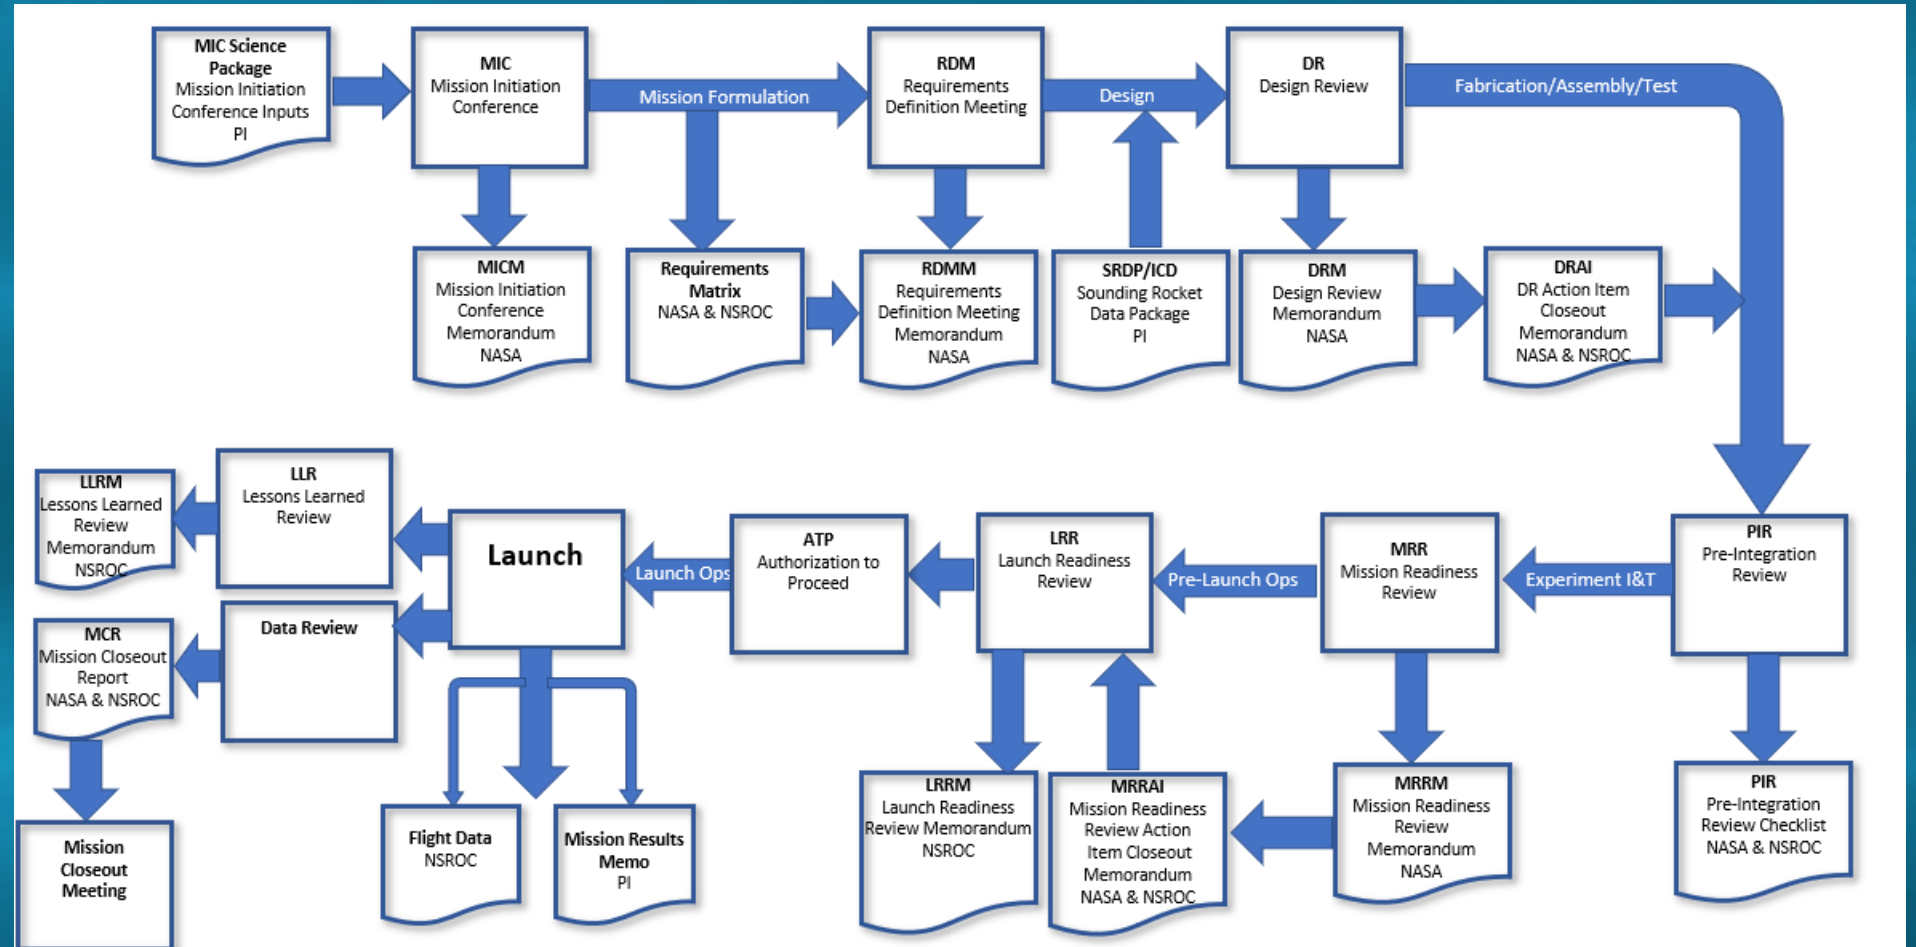 MIC Science
Package
Mission Initiation
Conference Inputs
PI
MIC
Mission Initiation
Conference
Mission Formulation
RDM
Requirements
Definition Meeting
Design
DR
Design Review
Fabrication/Assembly/Test
MICM
Mission Initiation
Conference
Memorandum
NASA
Requirements
Matrix
NASA & NSROC
RDMM
Requirements
Definition Meeting
Memorandum
NASA
SRDP/ICD
Sounding Rocket
Data Package
PI
DRM
Design Review
Memorandum
NASA
DRAI
DR Action Item
Closeout
Memorandum
NASA & NSROC
LLRM
Lessons Learned
Review
Memorandum
NSROC
LLR
Lessons Learned
Review
Launch
Launch Ops
ATP
Authorization to
Proceed
LRR
Launch Readiness
Review
Pre-Launch Ops
MRR
Mission Readiness
Review
Experiment I&T
PIR
Pre-Integration
Review
MCR
Mission Closeout
Report
NASA & NSROC
Data Review
Mission
Closeout
Meeting
Flight Data
NSROC
Mission Results
Memo
PI
LRRM
Launch Readiness
Review Memorandum
NSROC
MRRAI
Mission Readiness
Review Action
Item Closeout
Memorandum
NASA & NSROC
MRRM
Mission Readiness
Review
Memorandum
NASA
PIR
Pre-Integration
Review Checklist
NASA & NSROC